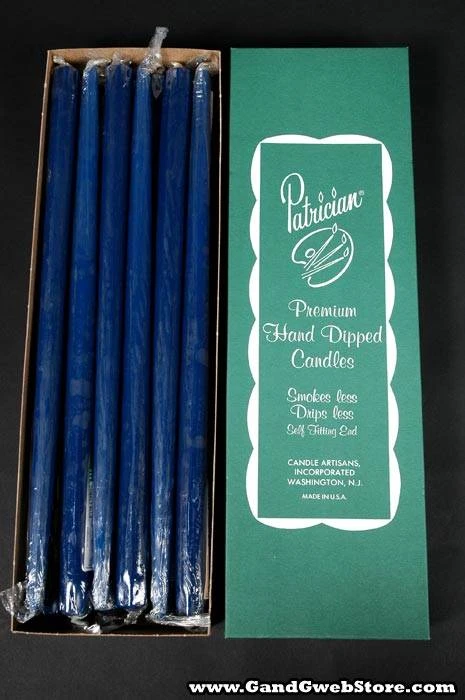 Patrician®
Premium
Hand Dipped
Candles
Smokes less
Drips less
Self Fitting End
CANDLE ARTISANS,
INCORPORATED
WASHINGTON, N.J.
MADE IN U.S.A.
www.GandGwebStore.com